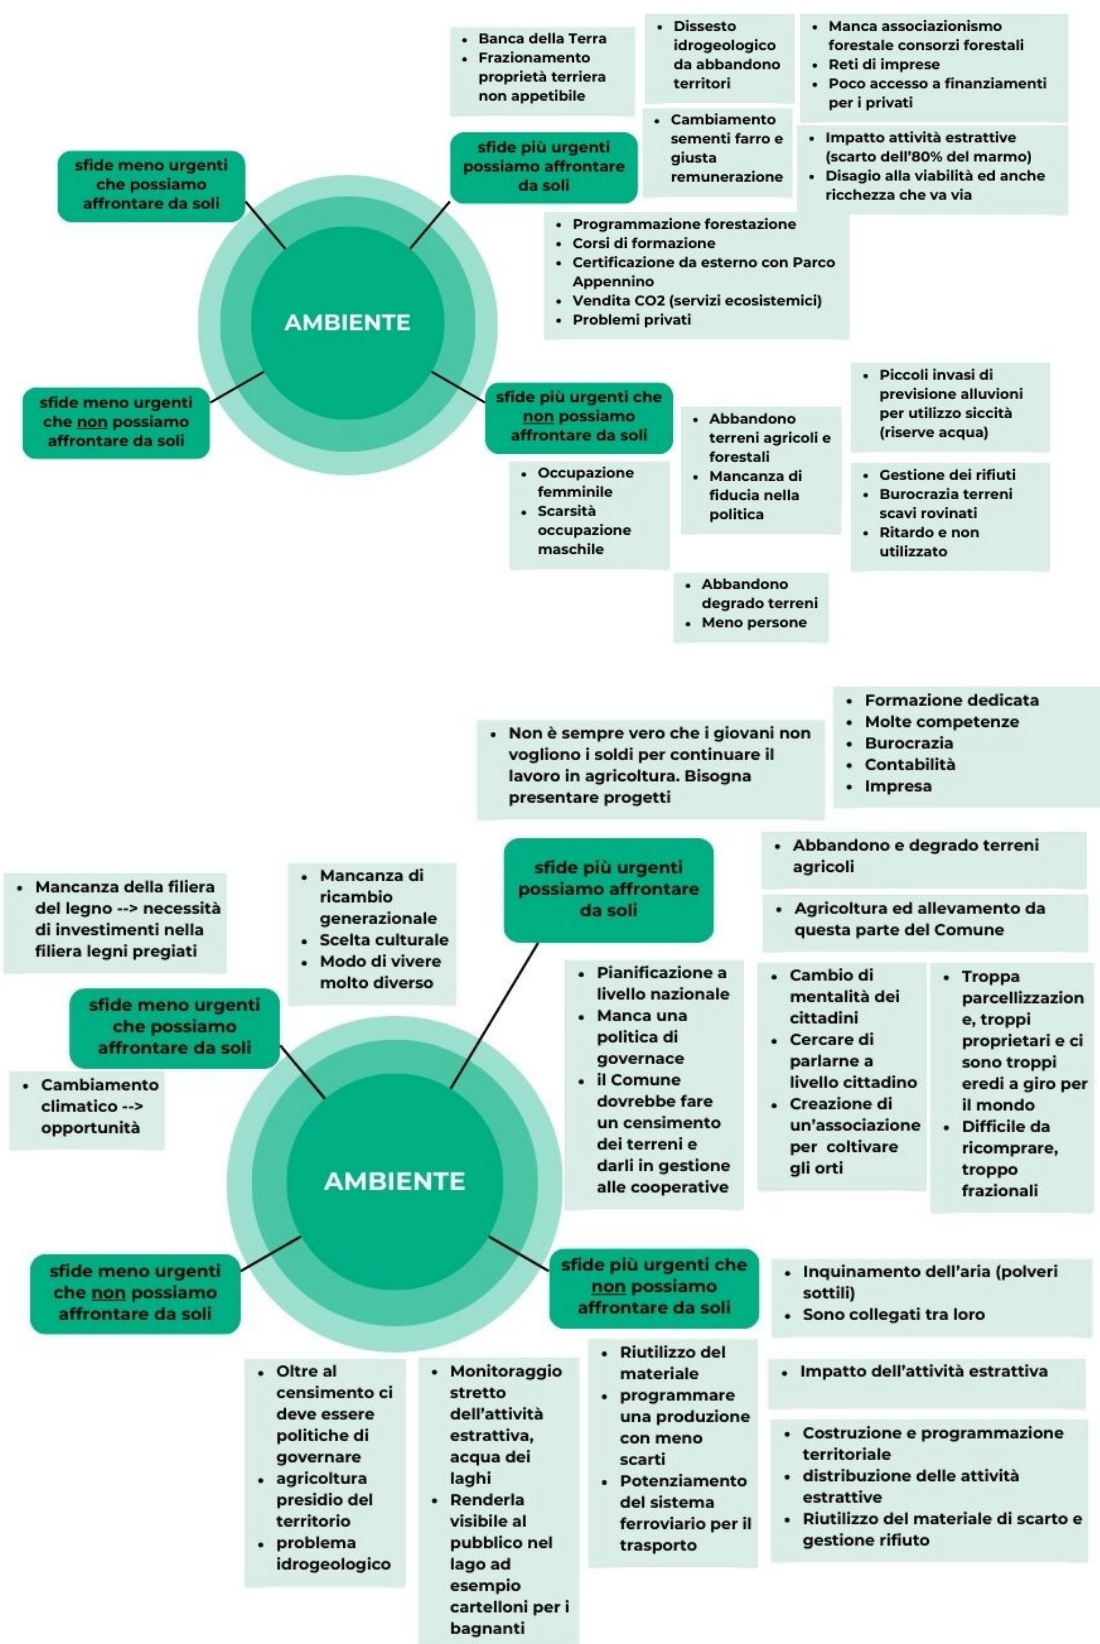 • Banca della Terra
• Frazionamento
proprietà terriera
non appetibile
• Dissesto
idrogeologico
da abbandono
territori
• Manca associazionismo
forestale consorzi forestali
• Reti di imprese
• Poco accesso a finanziamenti
per i privati
• Cambiamento
sementi farro e
giusta
remunerazione
• Impatto attività estrattive
(scarto dell'80% del marmo)
• Disagio alla viabilità ed anche
ricchezza che va via
sfide meno urgenti
che possiamo
affrontare da soli
sfide più urgenti
possiamo affrontare
da soli
• Programmazione forestazione
• Corsi di formazione
• Certificazione da esterno con Parco
Appennino
• Vendita CO2 (servizi ecosistemici)
• Problemi privati
AMBIENTE
sfide meno urgenti
che non possiamo
affrontare da soli
sfide più urgenti che
non possiamo
affrontare da soli
• Occupazione
femminile
• Scarsità
occupazione
maschile
• Abbandono
terreni agricoli e
forestali
• Mancanza di
fiducia nella
politica
• Piccoli invasi di
previsione alluvioni
per utilizzo siccità
(riserve acqua)
• Gestione dei rifiuti
• Burocrazia terreni
scavi rovinati
• Ritardo e non
utilizzato
• Abbandono
degrado terreni
• Meno persone
• Non è sempre vero che i giovani non
vogliono i soldi per continuare il
lavoro in agricoltura. Bisogna
presentare progetti
• Formazione dedicata
• Molte competenze
• Burocrazia
• Contabilità
• Impresa
sfide più urgenti
possiamo affrontare
da soli
• Abbandono e degrado terreni
agricoli
• Agricoltura ed allevamento da
questa parte del Comune
• Mancanza della filiera
del legno --> necessità
di investimenti nella
filiera legni pregiati
• Mancanza di
ricambio
generazionale
• Scelta culturale
• Modo di vivere
molto diverso
sfide meno urgenti
che possiamo
affrontare da soli
• Cambiamento
climatico -->
opportunità
• Pianificazione a
livello nazionale
• Manca una
politica di
governace
• il Comune
dovrebbe fare
un censimento
dei terreni e
darli in gestione
alle cooperative
• Cambio di
mentalità dei
cittadini
• Cercare di
parlarne a
livello cittadino
• Creazione di
un'associazione
per coltivare
gli orti
• Troppa
parcellizzazion
e, troppi
proprietari e ci
sono troppi
eredi a giro per
il mondo
• Difficile da
ricomprare,
troppo
frazionali
AMBIENTE
sfide meno urgenti
che non possiamo
affrontare da soli
sfide più urgenti che
non possiamo
affrontare da soli
• Inquinamento dell'aria (polveri
sottili)
• Sono collegati tra loro
• Oltre al
censimento ci
deve essere
politiche di
governare
• agricoltura
presidio del
territorio
• problema
idrogeologico
• Monitoraggio
stretto
dell'attività
estrattiva,
acqua dei
laghi
• Renderla
visibile al
pubblico nel
lago ad
esempio
cartelloni per i
bagnanti
• Riutilizzo del
materiale
• programmare
una produzione
con meno
scarti
• Potenziamento
del sistema
ferroviario per il
trasporto
• Impatto dell'attività estrattiva
• Costruzione e programmazione
territoriale
• distribuzione delle attività
estrattive
• Riutilizzo del materiale di scarto e
gestione rifiuto